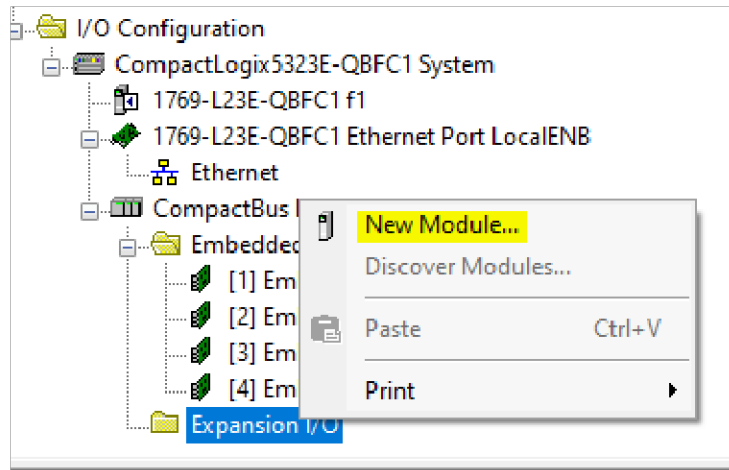 I/O Configuration
CompactLogix5323E-QBFC1 System
1769-L23E-QBFC1 f1
1769-L23E-QBFC1 Ethernet Port LocalENB
Ethernet
CompactBus
Embedded
[1] Em
[2] Em
[3] Em
[4] Em
Expansion I/O
New Module...
Discover Modules...
Paste Ctrl+V
Print